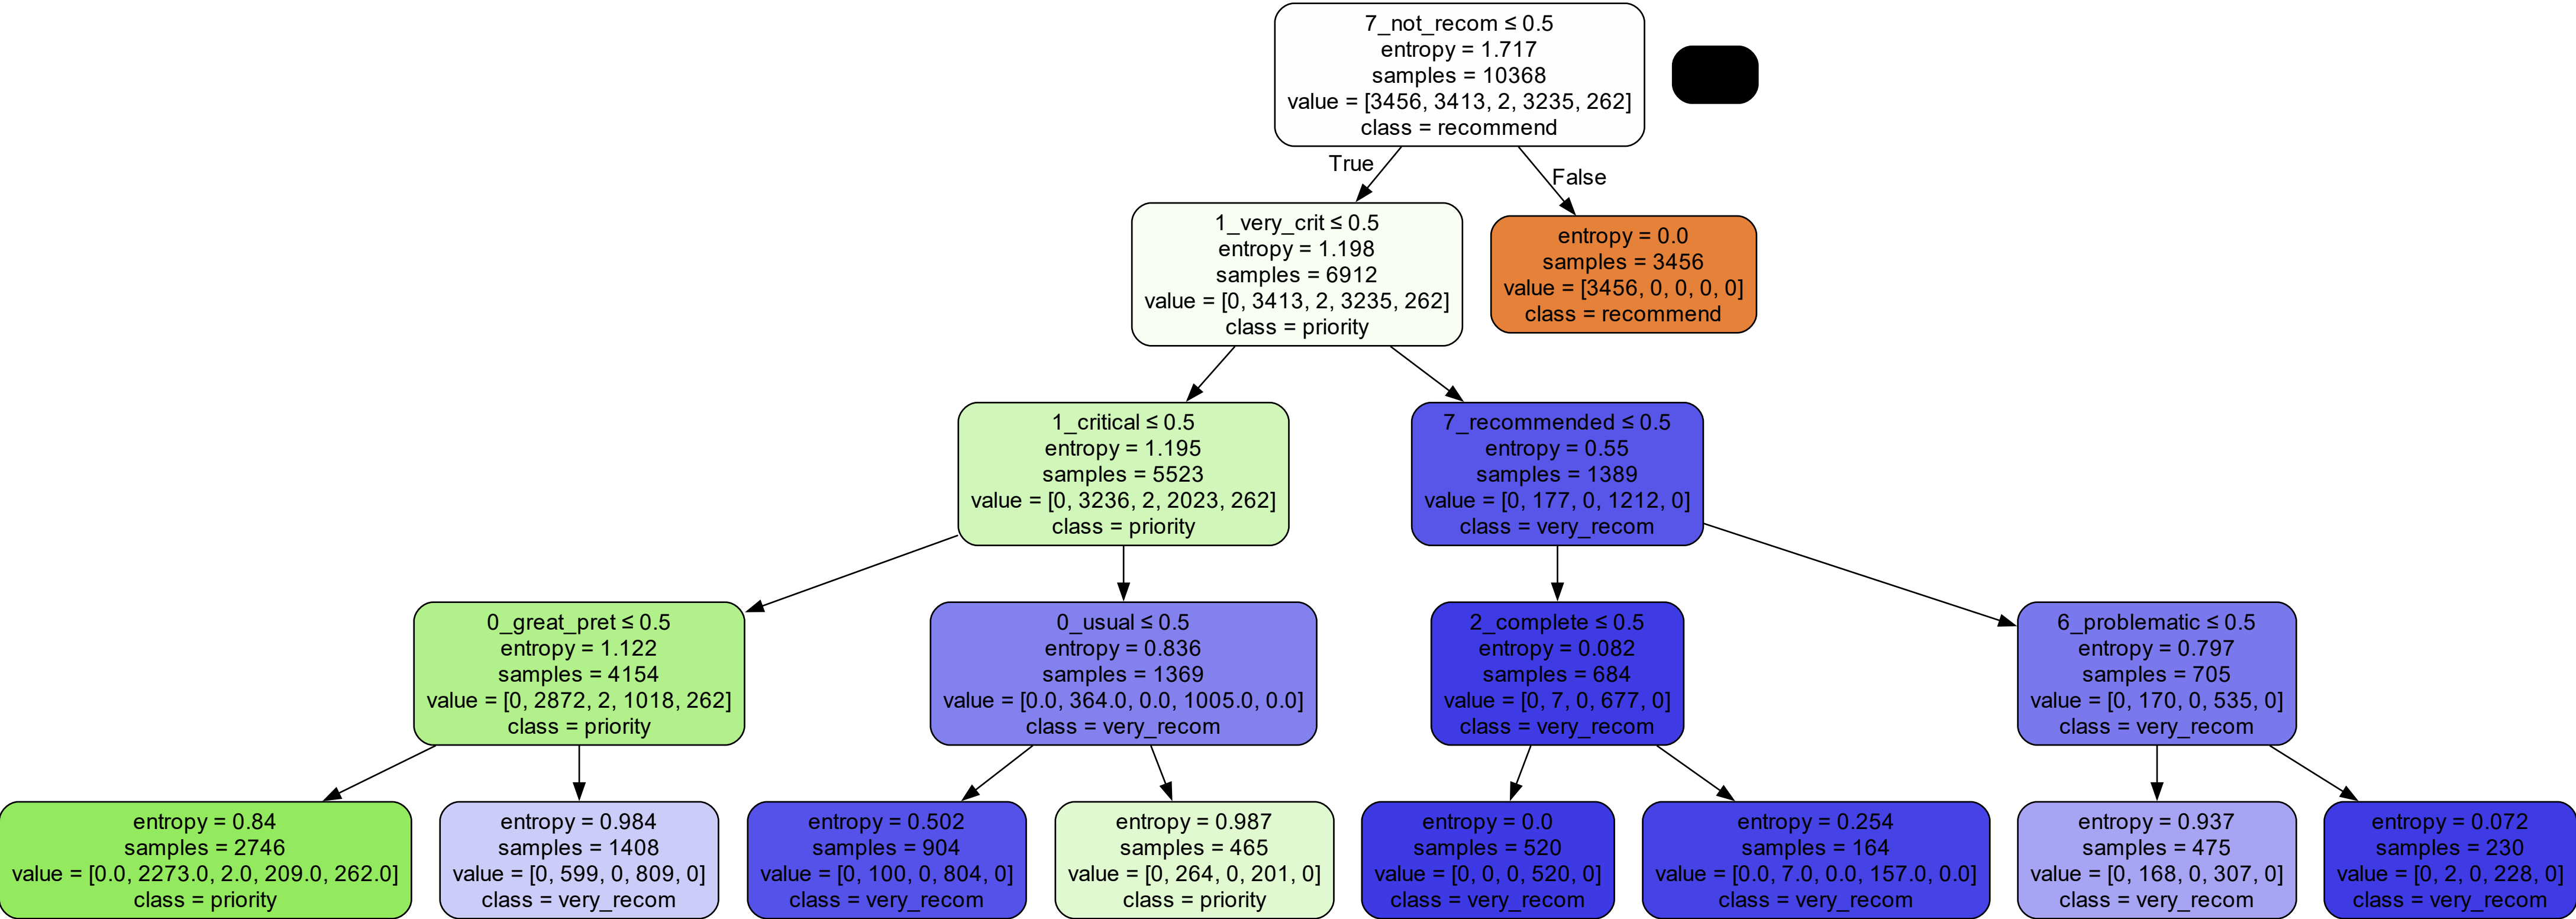 7_not_recom ≤ 0.5
entropy = 1.717
samples = 10368
value = [3456, 3413, 2, 3235, 262]
class = recommend
True
False
1_very_crit ≤ 0.5
entropy = 1.198
samples = 6912
value = [0, 3413, 2, 3235, 262]
class = priority
entropy = 0.0
samples = 3456
value = [3456, 0, 0, 0, 0]
class = recommend
1_critical ≤ 0.5
entropy = 1.195
samples = 5523
value = [0, 3236, 2, 2023, 262]
class = priority
7_recommended ≤ 0.5
entropy = 0.55
samples = 1389
value = [0, 177, 0, 1212, 0]
class = very_recom
0_great_pret ≤ 0.5
entropy = 1.122
samples = 4154
value = [0, 2872, 2, 1018, 262]
class = priority
0_usual ≤ 0.5
entropy = 0.836
samples = 1369
value = [0.0, 364.0, 0.0, 1005.0, 0.0]
class = very_recom
2_complete ≤ 0.5
entropy = 0.082
samples = 684
value = [0, 7, 0, 677, 0]
class = very_recom
6_problematic ≤ 0.5
entropy = 0.797
samples = 705
value = [0, 170, 0, 535, 0]
class = very_recom
entropy = 0.84
samples = 2746
value = [0.0, 2273.0, 2.0, 209.0, 262.0]
class = priority
entropy = 0.984
samples = 1408
value = [0, 599, 0, 809, 0]
class = very_recom
entropy = 0.502
samples = 904
value = [0, 100, 0, 804, 0]
class = very_recom
entropy = 0.987
samples = 465
value = [0, 264, 0, 201, 0]
class = priority
entropy = 0.0
samples = 520
value = [0, 0, 0, 520, 0]
class = very_recom
entropy = 0.254
samples = 164
value = [0.0, 7.0, 0.0, 157.0, 0.0]
class = very_recom
entropy = 0.937
samples = 475
value = [0, 168, 0, 307, 0]
class = very_recom
entropy = 0.072
samples = 230
value = [0, 2, 0, 228, 0]
class = very_recom